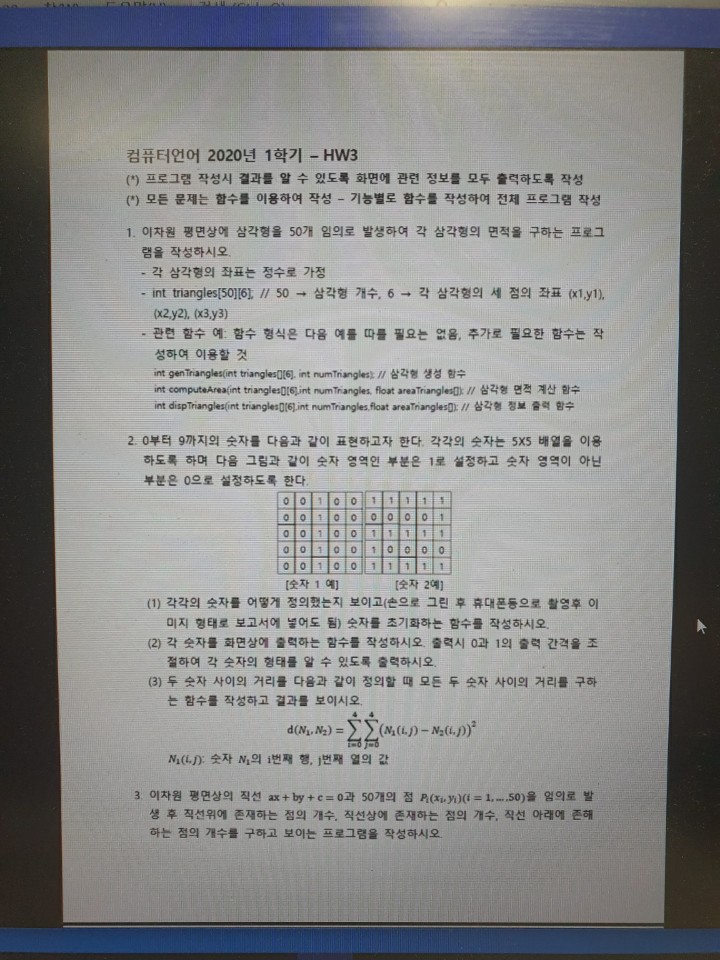 컴퓨터언어 2020년 1학기 – HW3
(*) 프로그램 작성시 결과를 알 수 있도록 화면에 관련 정보를 모두 출력하도록 작성
(*) 모든 문제는 함수를 이용하여 작성 – 기능별로 함수를 작성하여 전체 프로그램 작성
1. 이차원 평면상에 삼각형을 50개 임의로 발생하여 각 삼각형의 면적을 구하는 프로그
램을 작성하시오.
- 각 삼각형의 좌표는 정수로 가정
- int triangles[50][6]; // 50 → 삼각형 개수, 6 → 각 삼각형의 세 점의 좌표 (x1,y1),
(x2,y2), (x3,y3)
- 관련 함수 예: 함수 형식은 다음 예를 따를 필요는 없음, 추가로 필요한 함수는 작
성하여 이용할 것
int genTriangles(int triangles[][6], int numTriangles); // 삼각형 생성 함수
int computeArea(int triangles[][6],int numTriangles, float areaTriangles[]); // 삼각형 면적 계산 함수
int dispTriangles(int triangles[][6],int numTriangles,float areaTriangles[]); // 삼각형 정보 출력 함수
2. 0부터 9까지의 숫자를 다음과 같이 표현하고자 한다. 각각의 숫자는 5X5 배열을 이용
하도록 하며 다음 그림과 같이 숫자 영역인 부분은 1로 설정하고 숫자 영역이 아닌
부분은 0으로 설정하도록 한다.
0 0 1 0 0 1 1 1 1 1
0 0 1 0 0 0 0 0 0 1
0 0 1 0 0 1 1 1 1 1
0 0 1 0 0 1 0 0 0 0
0 0 1 0 0 1 1 1 1 1
[숫자 1 예] [숫자 2예]
(1) 각각의 숫자를 어떻게 정의했는지 보이고(손으로 그린 후 휴대폰등으로 촬영후 이
미지 형태로 보고서에 넣어도 됨) 숫자를 초기화하는 함수를 작성하시오.
(2) 각 숫자를 화면상에 출력하는 함수를 작성하시오. 출력시 0과 1의 출력 간격을 조
절하여 각 숫자의 형태를 알 수 있도록 출력하시오.
(3) 두 숫자 사이의 거리를 다음과 같이 정의할 때 모든 두 숫자 사이의 거리를 구하
는 함수를 작성하고 결과를 보이시오.
d(N₁, N₂) = ∑_{i=0}^{4} ∑_{j=0}^{4} (N₁(i,j) − N₂(i,j))²
N₁(i,j): 숫자 N₁의 i번째 행, j번째 열의 값
3. 이차원 평면상의 직선 ax + by + c = 0과 50개의 점 Pᵢ(xᵢ, yᵢ)(i = 1, ..., 50)을 임의로 발
생 후 직선위에 존재하는 점의 개수, 직선상에 존재하는 점의 개수, 직선 아래에 존해
하는 점의 개수를 구하고 보이는 프로그램을 작성하시오.